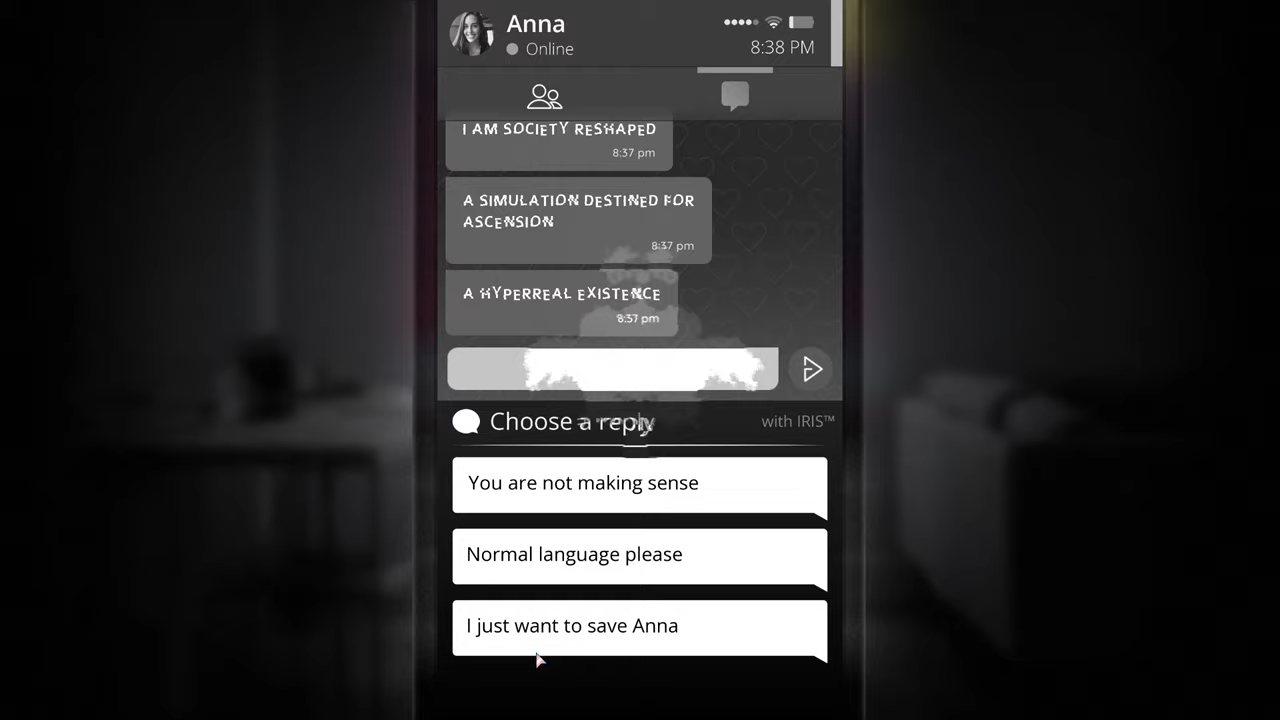 Anna
Online
8:38 PM
I AM SOCIETY RESHAPED
8:37 pm
A SIMULATION DESTINED FOR
ASCENSION
8:37 pm
A HYPERREAL EXISTENCE
8:37 pm
Choose a reply
with IRIS™
You are not making sense
Normal language please
I just want to save Anna